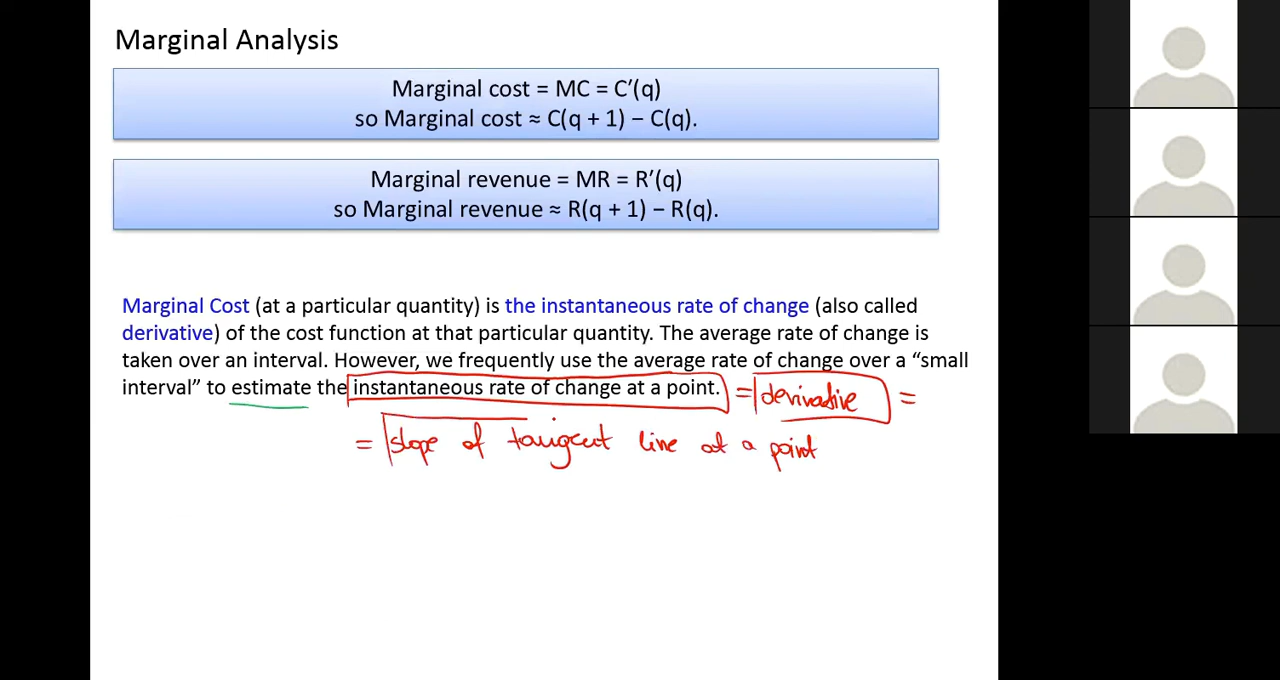 Marginal Analysis
Marginal cost = MC = C′(q)
so Marginal cost ≈ C(q + 1) − C(q).
Marginal revenue = MR = R′(q)
so Marginal revenue ≈ R(q + 1) − R(q).
Marginal Cost (at a particular quantity) is the instantaneous rate of change (also called
derivative) of the cost function at that particular quantity. The average rate of change is
taken over an interval. However, we frequently use the average rate of change over a “small
interval” to estimate the instantaneous rate of change at a point. = derivative =
= slope of tangent line at a point